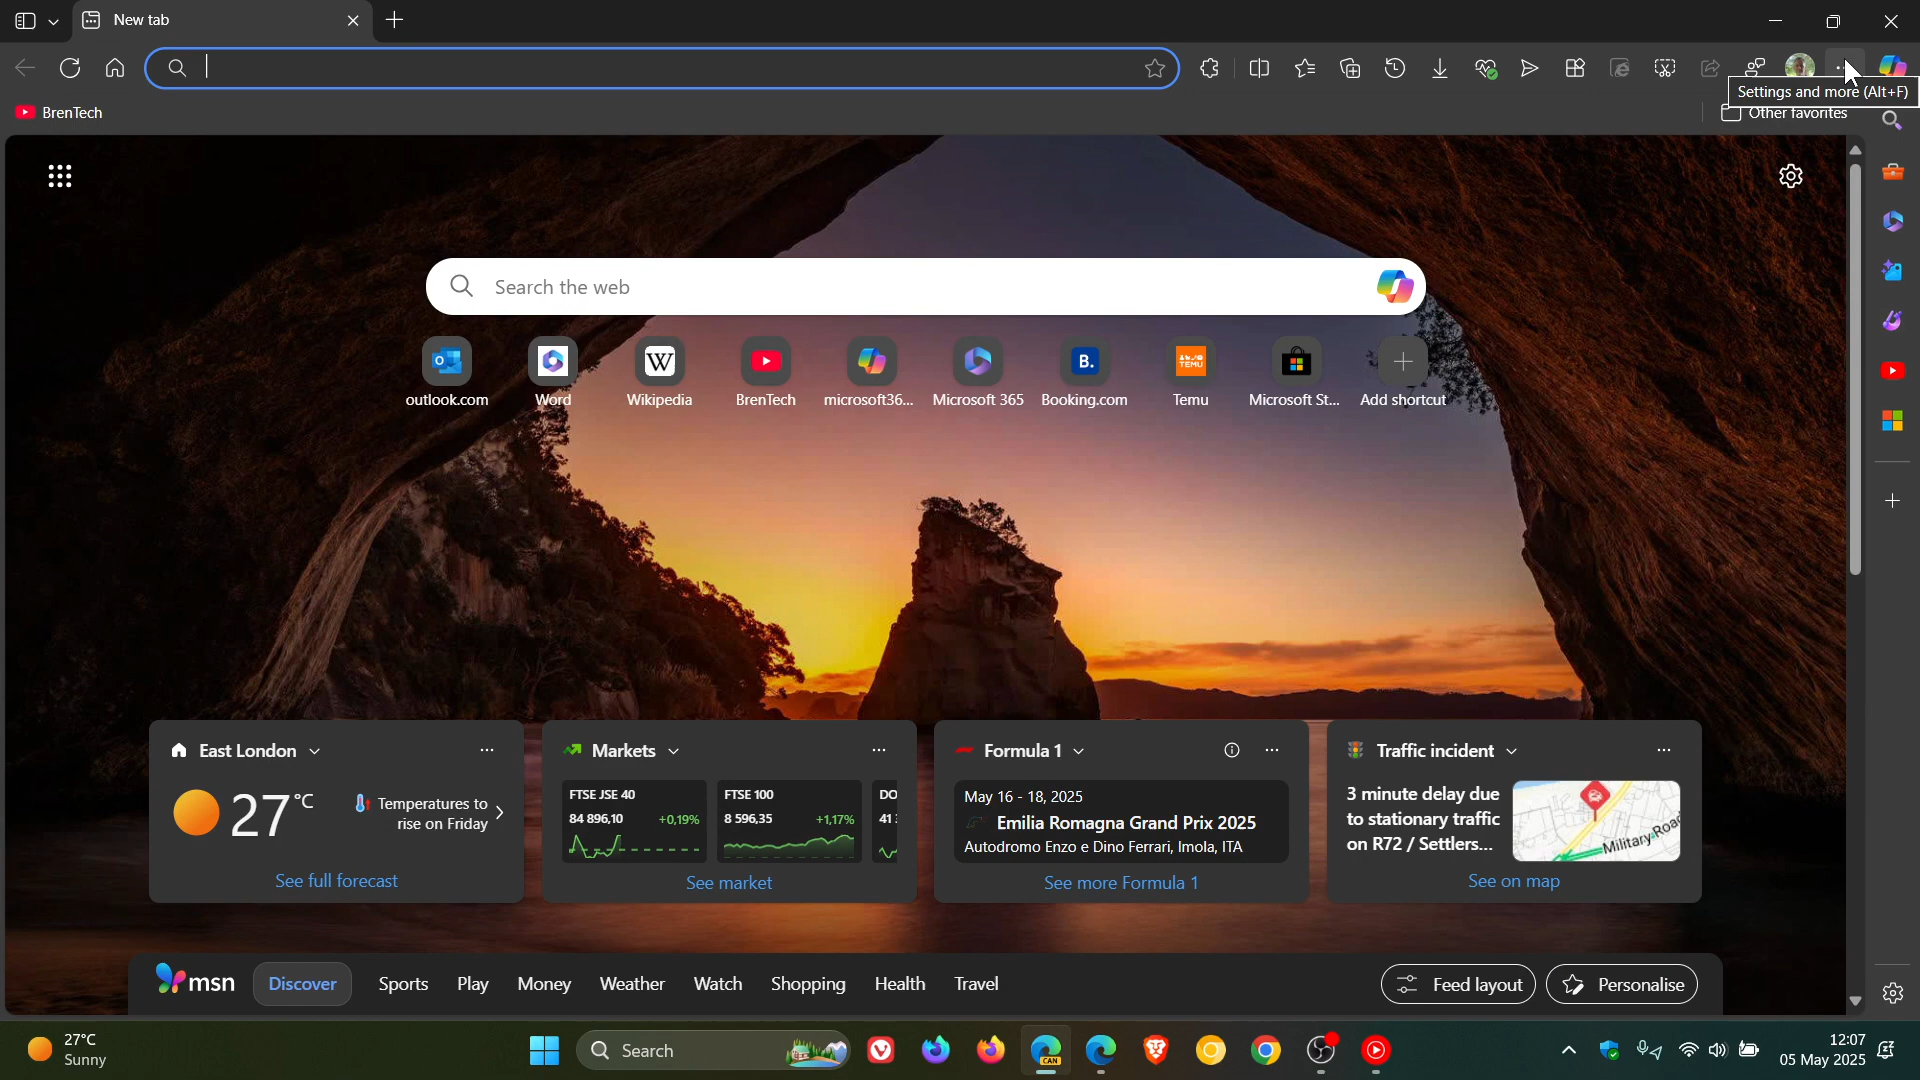 New tab
Settings and more (Alt+F)
BrenTech
Other favorites
Search the web
outlook.com
Word
Wikipedia
BrenTech
microsoft36...
Microsoft 365
Booking.com
Temu
Microsoft St...
Add shortcut
East London
27°C
Temperatures to
rise on Friday
See full forecast
Markets
FTSE JSE 40
84 896,10 +0,19%
FTSE 100
8 596,35 +1,17%
DO
41
See market
Formula 1
May 16 - 18, 2025
Emilia Romagna Grand Prix 2025
Autodromo Enzo e Dino Ferrari, Imola, ITA
See more Formula 1
Traffic incident
3 minute delay due
to stationary traffic
on R72 / Settlers...
Military Road
See on map
msn
Discover
Sports
Play
Money
Weather
Watch
Shopping
Health
Travel
Feed layout
Personalise
27°C
Sunny
Search
CAN
12:07
05 May 2025